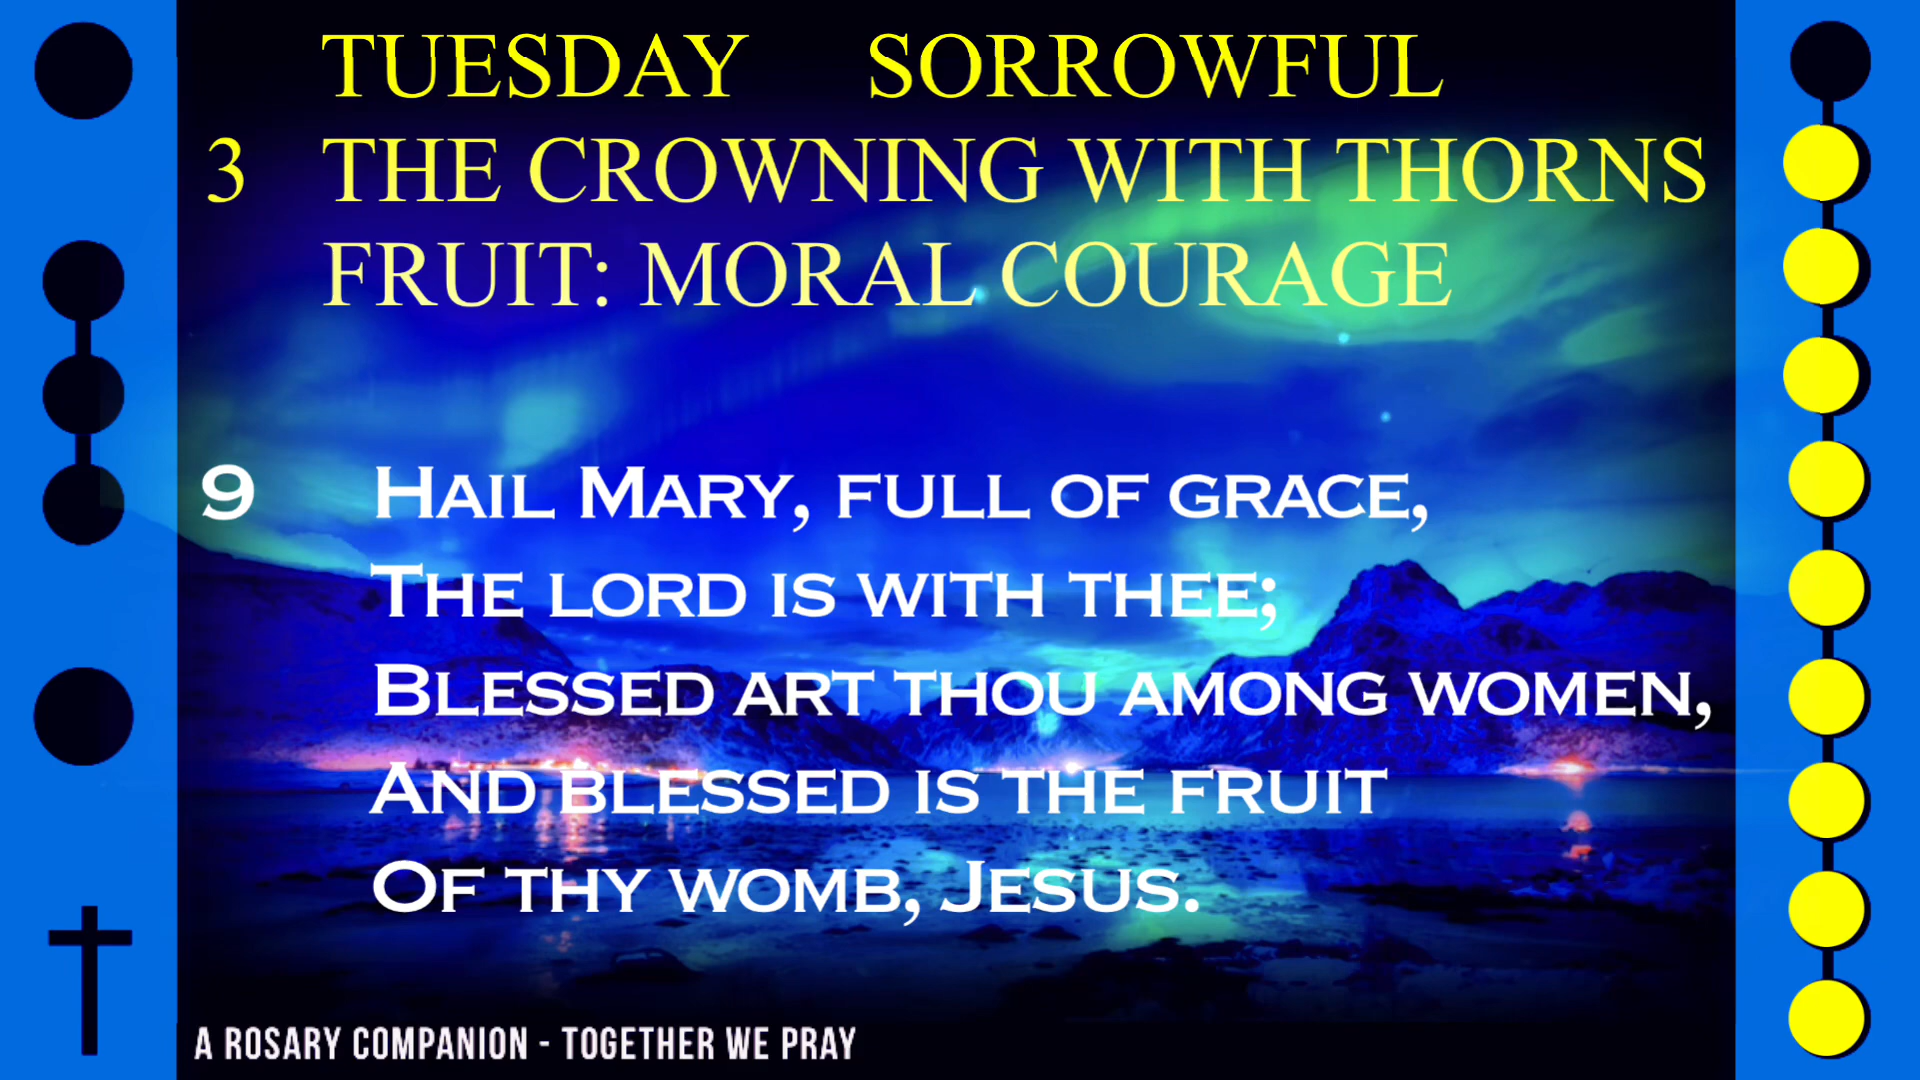 TUESDAY SORROWFUL
3 THE CROWNING WITH THORNS
FRUIT: MORAL COURAGE
9 HAIL MARY, FULL OF GRACE,
THE LORD IS WITH THEE;
BLESSED ART THOU AMONG WOMEN,
AND BLESSED IS THE FRUIT
OF THY WOMB, JESUS.
A ROSARY COMPANION - TOGETHER WE PRAY